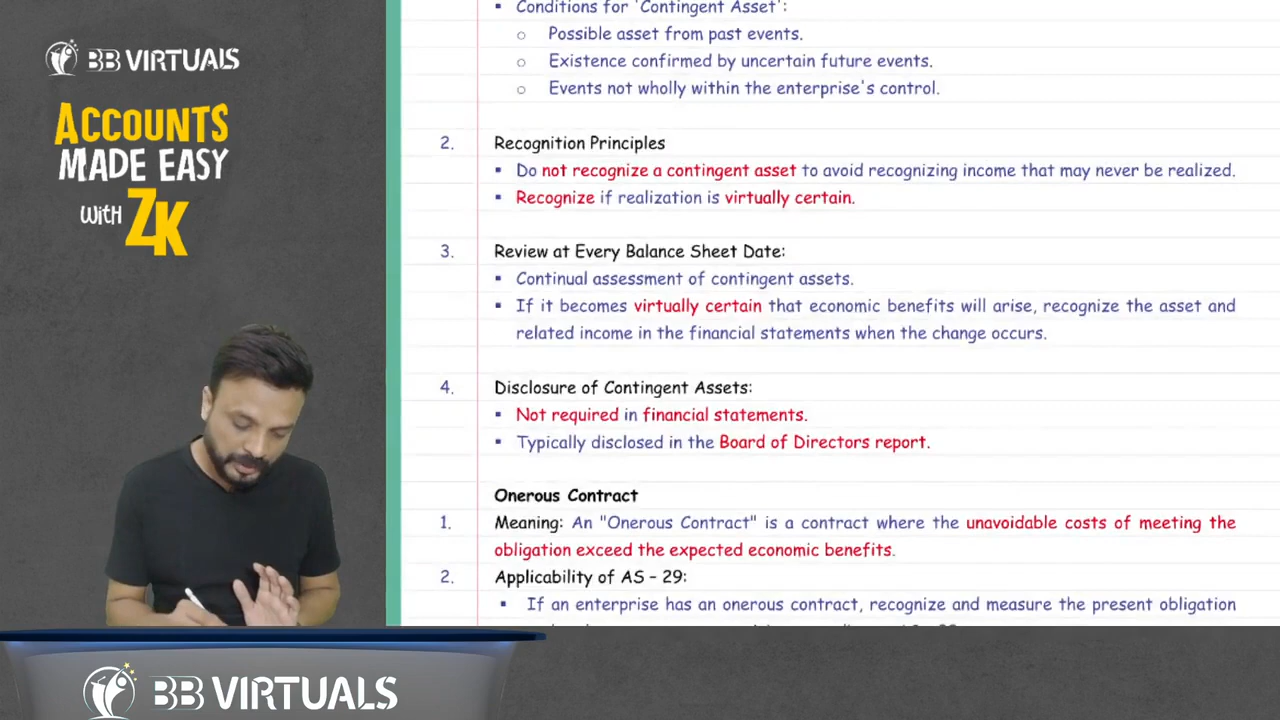 BB VIRTUALS
ACCOUNTS
MADE EASY
with ZK
▪ Conditions for 'Contingent Asset':
o Possible asset from past events.
o Existence confirmed by uncertain future events.
o Events not wholly within the enterprise's control.
2. Recognition Principles
▪ Do not recognize a contingent asset to avoid recognizing income that may never be realized.
▪ Recognize if realization is virtually certain.
3. Review at Every Balance Sheet Date:
▪ Continual assessment of contingent assets.
▪ If it becomes virtually certain that economic benefits will arise, recognize the asset and
related income in the financial statements when the change occurs.
4. Disclosure of Contingent Assets:
▪ Not required in financial statements.
▪ Typically disclosed in the Board of Directors report.
Onerous Contract
1. Meaning: An "Onerous Contract" is a contract where the unavoidable costs of meeting the
obligation exceed the expected economic benefits.
2. Applicability of AS – 29:
▪ If an enterprise has an onerous contract, recognize and measure the present obligation
BB VIRTUALS